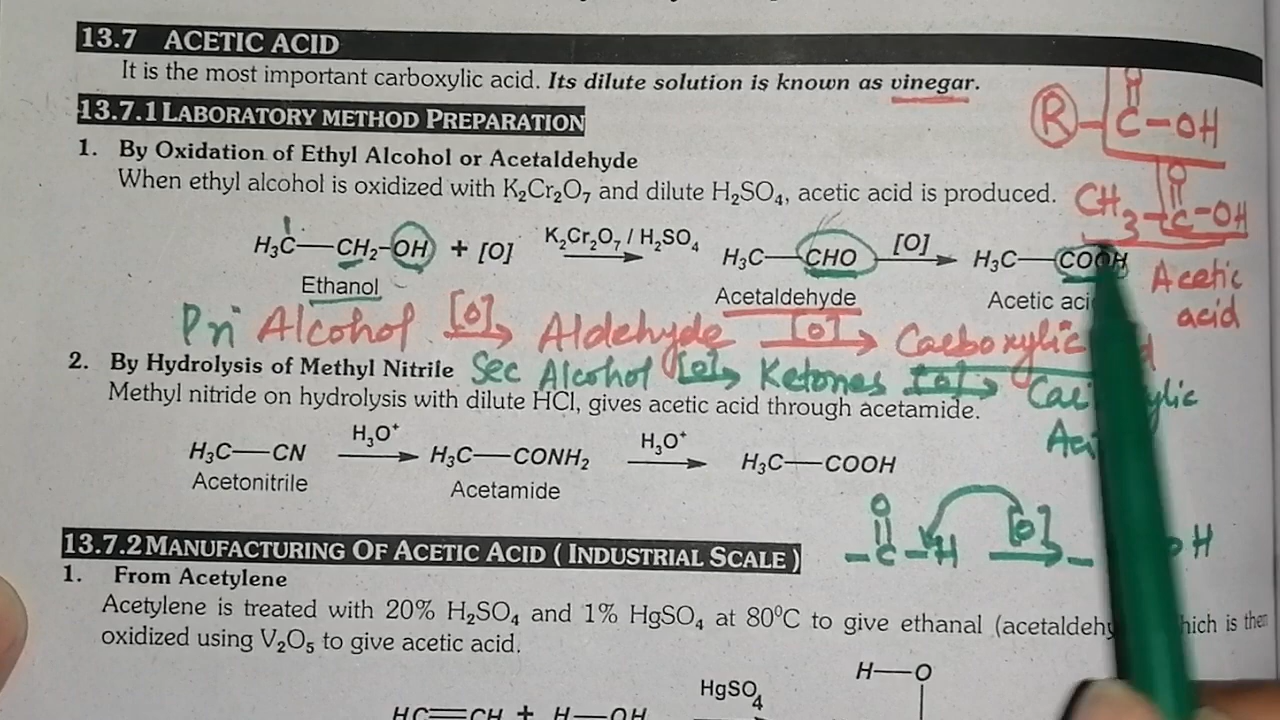 13.7 ACETIC ACID
It is the most important carboxylic acid. Its dilute solution is known as vinegar.
13.7.1 LABORATORY METHOD PREPARATION
O
R–C–OH
1. By Oxidation of Ethyl Alcohol or Acetaldehyde
When ethyl alcohol is oxidized with K₂Cr₂O₇ and dilute H₂SO₄, acetic acid is produced.
O
CH₃–C–OH
H₃C—CH₂–OH + [O] K₂Cr₂O₇ / H₂SO₄ H₃C—CHO [O] H₃C—COOH
Ethanol Acetaldehyde Acetic
Acetic acid
Pri Alcohol [O] Aldehyde [O] Carboxylic
2. By Hydrolysis of Methyl Nitrile
Sec Alcohol [O] Ketones [O]
Methyl nitride on hydrolysis with dilute HCl, gives acetic acid through acetamide.
H₃C—CN H₃O⁺ H₃C—CONH₂ H₃O⁺ H₃C—COOH
Acetonitrile Acetamide
O
–C–H [O] –
13.7.2 MANUFACTURING OF ACETIC ACID ( INDUSTRIAL SCALE )
1. From Acetylene
Acetylene is treated with 20% H₂SO₄ and 1% HgSO₄ at 80⁰C to give ethanal which is then
oxidized using V₂O₅ to give acetic acid.
HC≡CH + H—OH HgSO₄ H—O